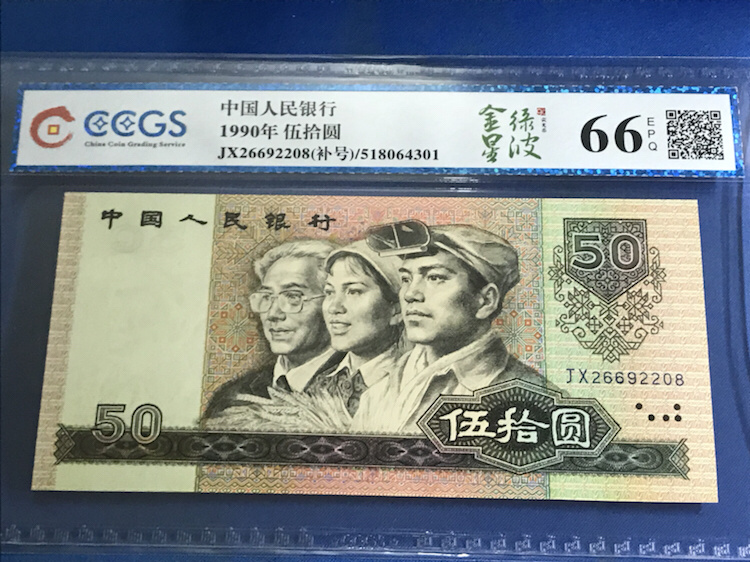 CCGS
China Coin Grading Service
中国人民银行
1990年 伍拾圆
JX26692208(补号)/518064301
金星
绿波
66
EPQ
中国人民银行
50
JX26692208
50
伍拾圆